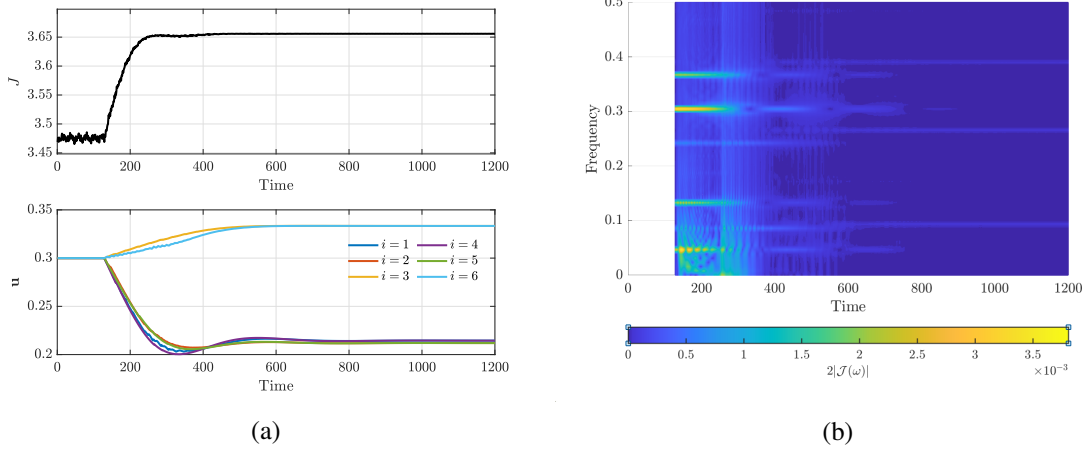 3.65
3.6
3.55
3.5
3.45
J
0 200 400 600 800 1000 1200
Time
0.35
0.3
0.25
0.2
u
i = 1 i = 4
i = 2 i = 5
i = 3 i = 6
0 200 400 600 800 1000 1200
Time
(a)
0.5
0.4
0.3
0.2
0.1
0
Frequency
0 200 400 600 800 1000 1200
Time
0 0.5 1 1.5 2 2.5 3 3.5
2|𝒥(ω)| ×10⁻³
(b)